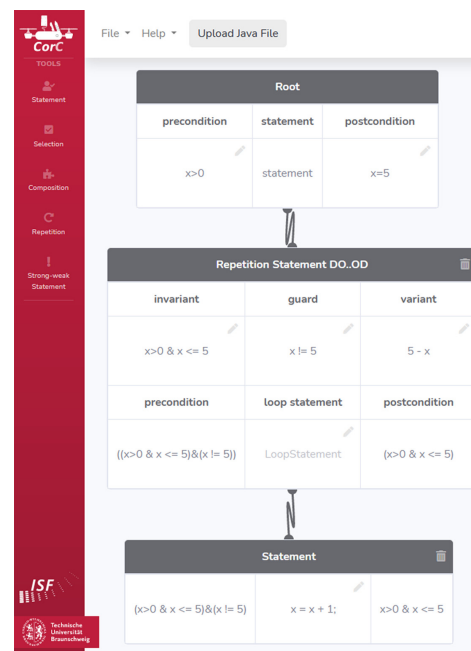 CorC
File Help Upload Java File
TOOLS
Statement
Selection
Composition
Repetition
Strong-weak
Statement
Root
precondition statement postcondition
x>0 statement x=5
Repetition Statement DO..OD
invariant guard variant
x>0 & x <= 5 x != 5 5 - x
precondition loop statement postcondition
((x>0 & x <= 5)&(x != 5)) LoopStatement (x>0 & x <= 5)
Statement
(x>0 & x <= 5)&(x != 5) x = x + 1; x>0 & x <= 5
ISF
Technische
Universität
Braunschweig